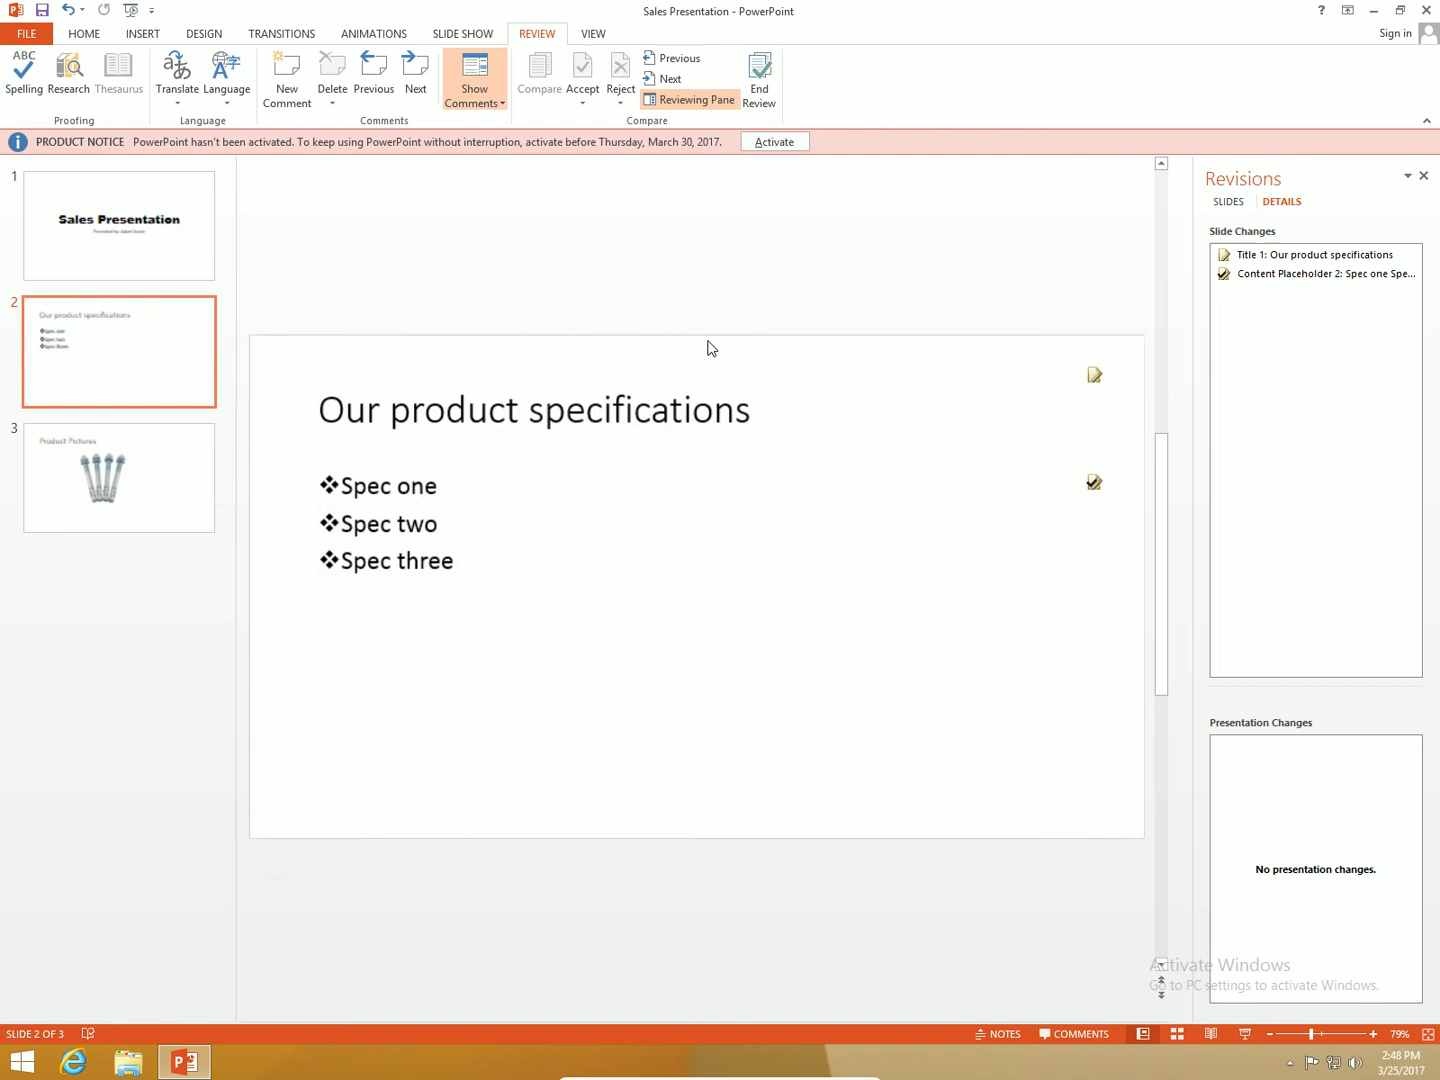 Sales Presentation - PowerPoint
?
FILE HOME INSERT DESIGN TRANSITIONS ANIMATIONS SLIDE SHOW REVIEW VIEW
Sign in
ABC
Spelling Research Thesaurus
Translate Language
New Comment
Delete Previous Next
Show Comments
Compare Accept Reject
Previous
Next
Reviewing Pane
End Review
Proofing Language Comments Compare
PRODUCT NOTICE PowerPoint hasn't been activated. To keep using PowerPoint without interruption, activate before Thursday, March 30, 2017. Activate
1
Sales Presentation
2
Our product specifications
Spec one
Spec two
Spec three
3
Product Pictures
Our product specifications
❖Spec one
❖Spec two
❖Spec three
Revisions
SLIDES DETAILS
Slide Changes
Title 1: Our product specifications
Content Placeholder 2: Spec one Spe...
Presentation Changes
No presentation changes.
Activate Windows
Go to PC settings to activate Windows.
SLIDE 2 OF 3
NOTES COMMENTS
79%
2:48 PM
3/25/2017